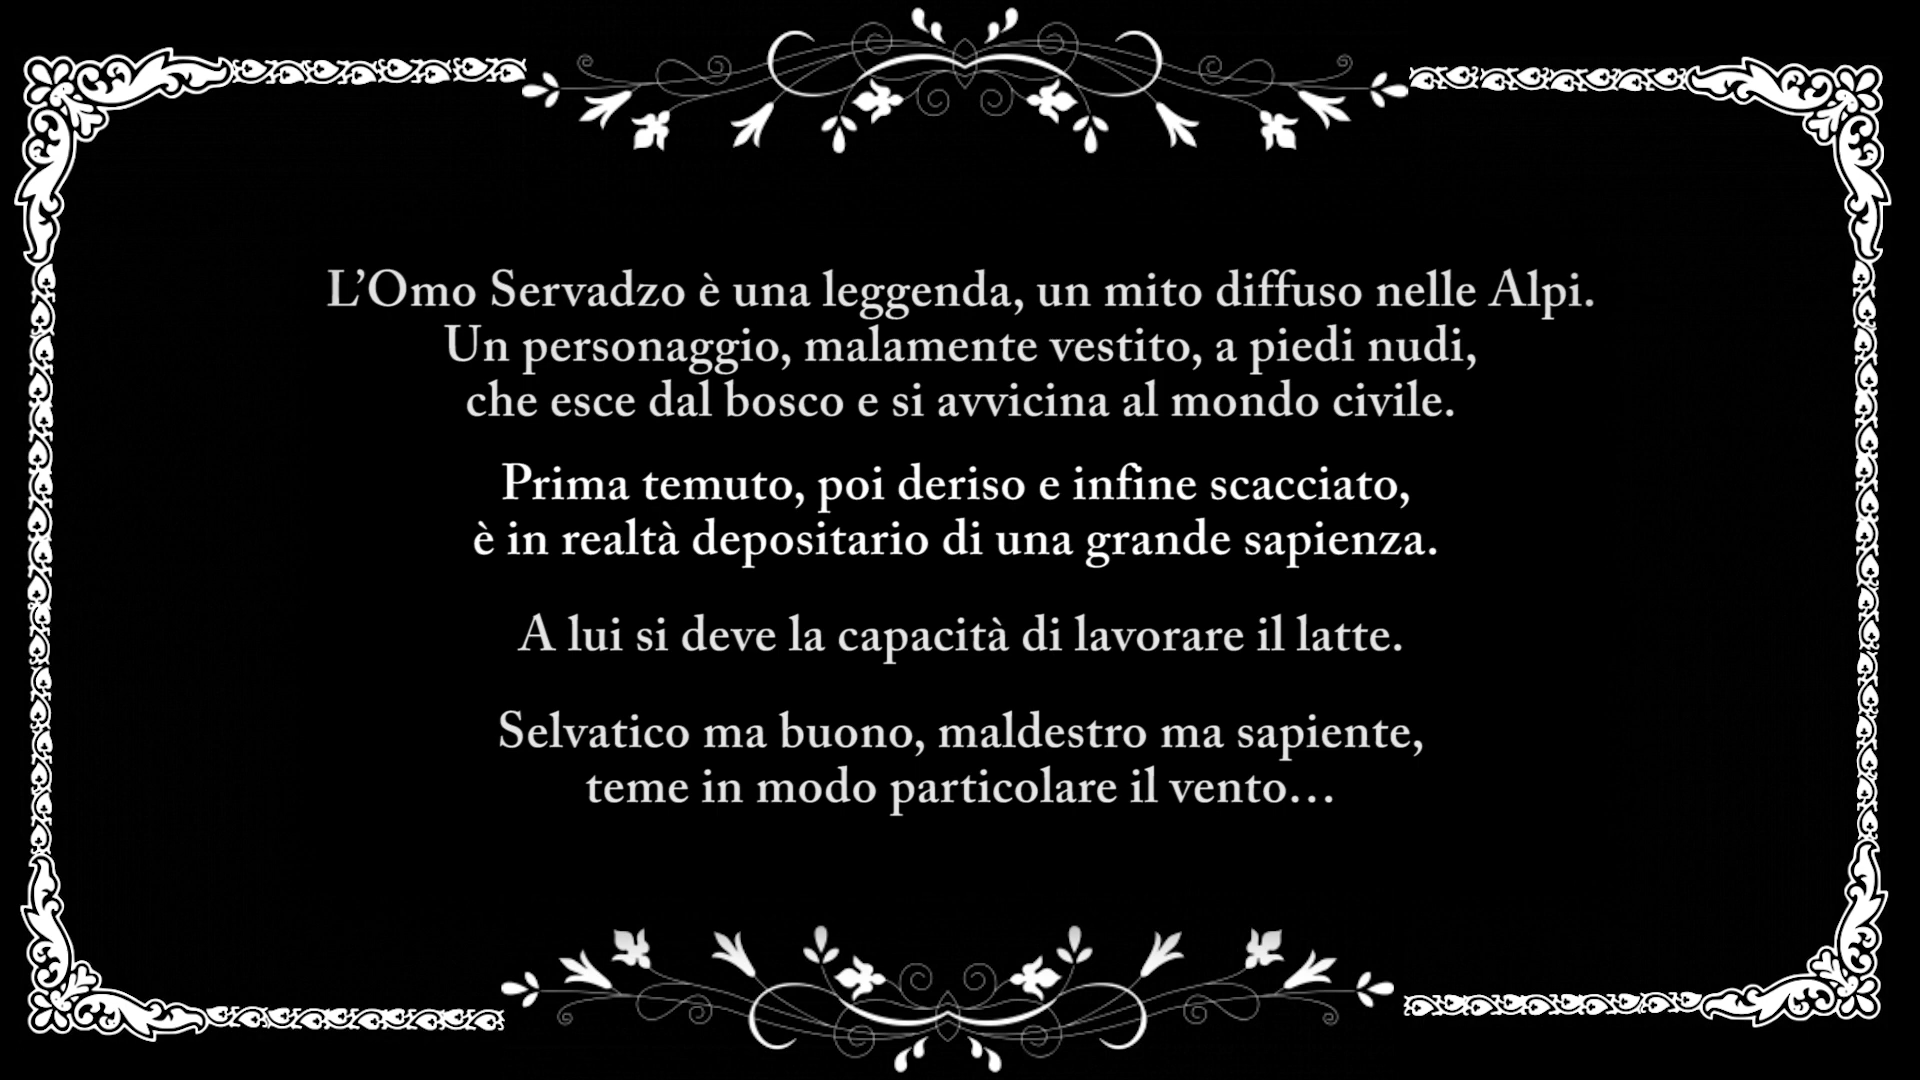 L’Omo Servadzo è una leggenda, un mito diffuso nelle Alpi.
Un personaggio, malamente vestito, a piedi nudi,
che esce dal bosco e si avvicina al mondo civile.
Prima temuto, poi deriso e infine scacciato,
è in realtà depositario di una grande sapienza.
A lui si deve la capacità di lavorare il latte.
Selvatico ma buono, maldestro ma sapiente,
teme in modo particolare il vento…